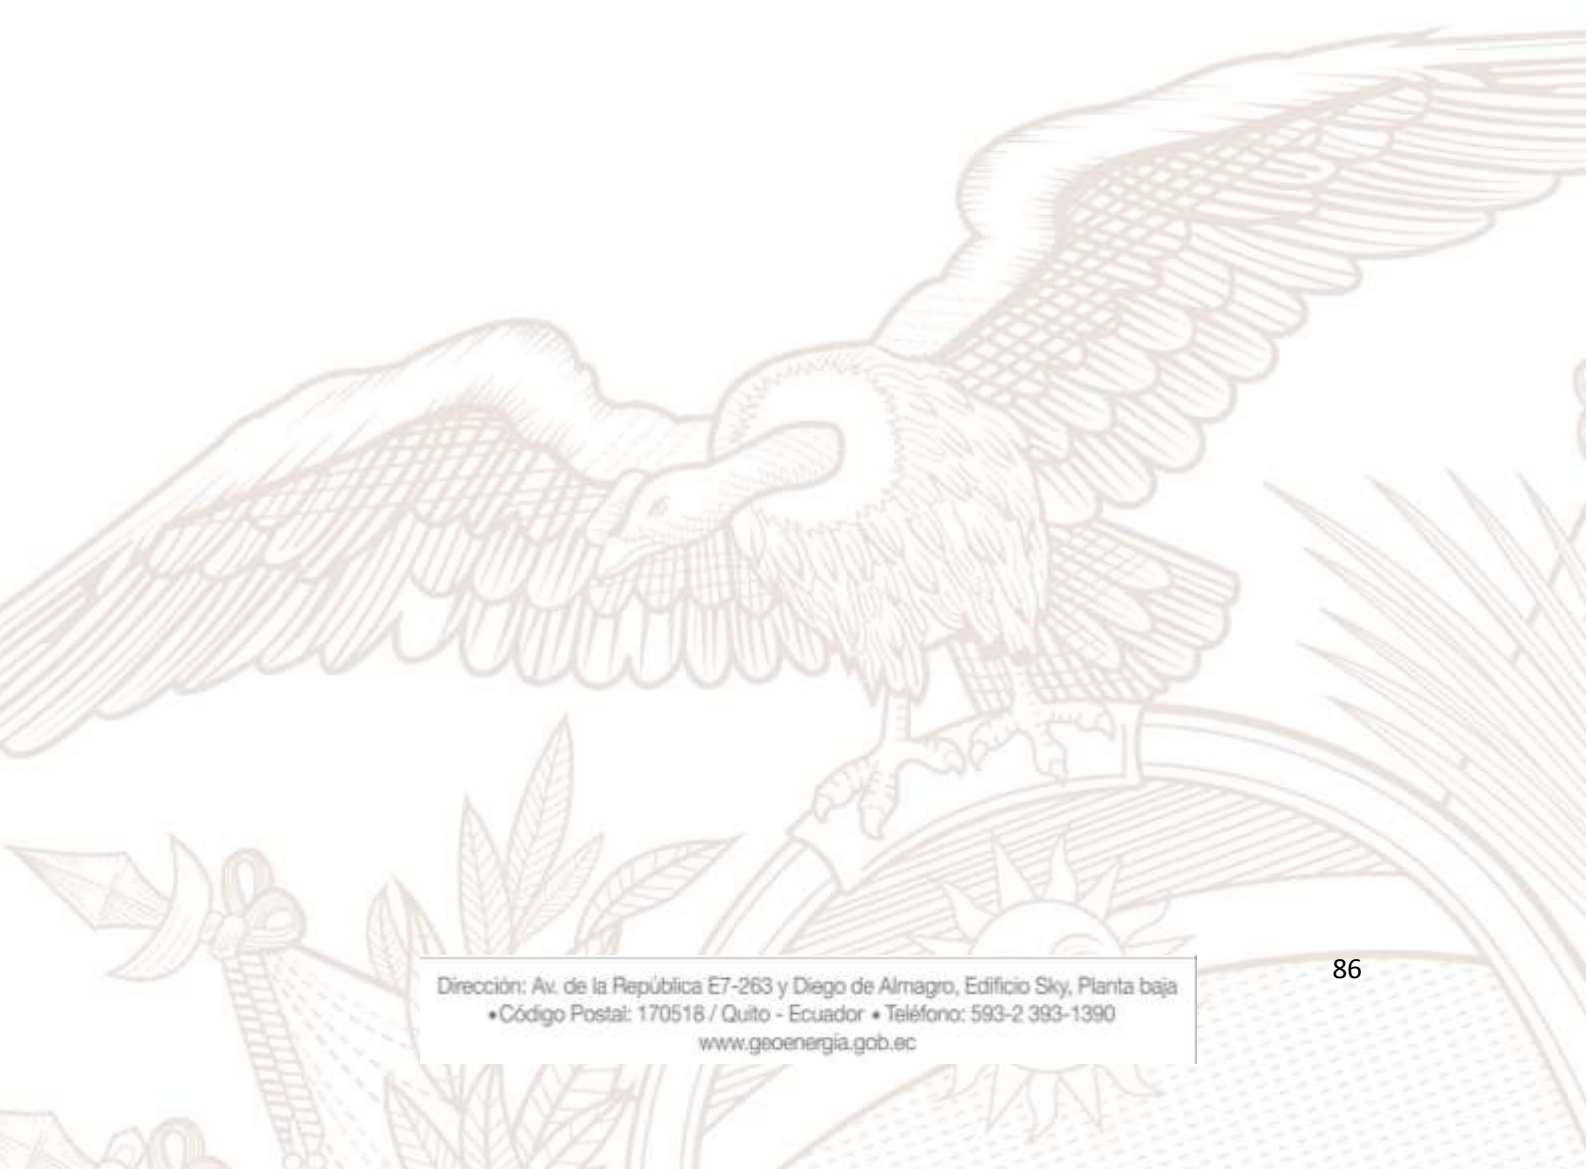 Dirección: Av. de la República E7-263 y Diego de Almagro, Edificio Sky, Planta baja
•Código Postal: 170518 / Quito - Ecuador • Teléfono: 593-2 393-1390
www.geoenergía.gob.ec
86